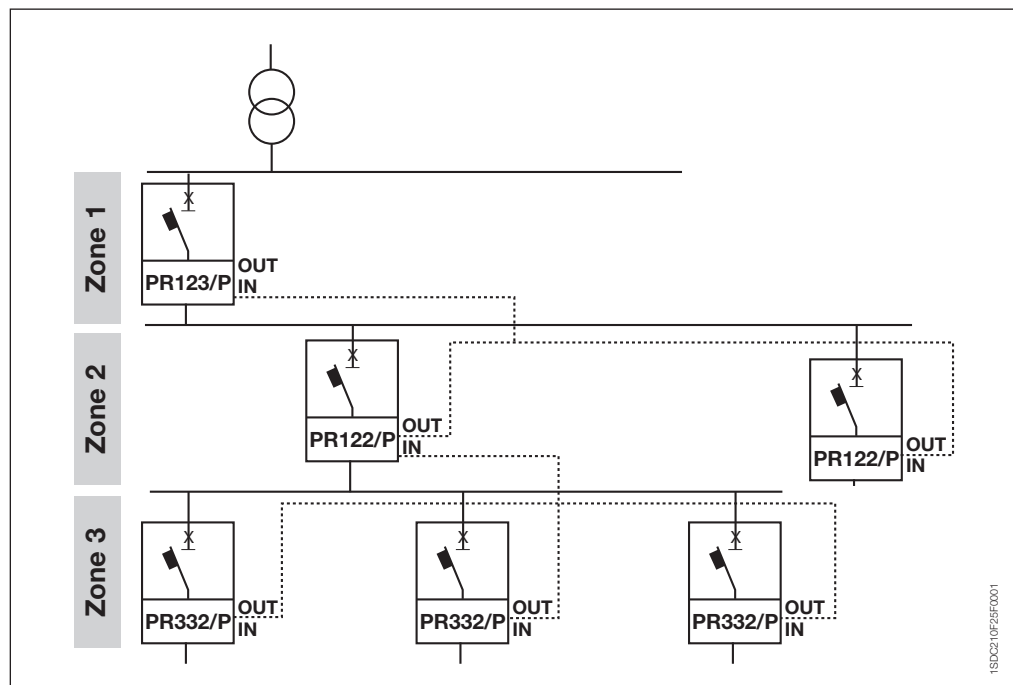 Zone 1
PR123/P
OUT
IN
Zone 2
PR122/P
OUT
IN
PR122/P
OUT
IN
Zone 3
PR332/P
OUT
IN
PR332/P
OUT
IN
PR332/P
OUT
IN
1SDC210F25F0001